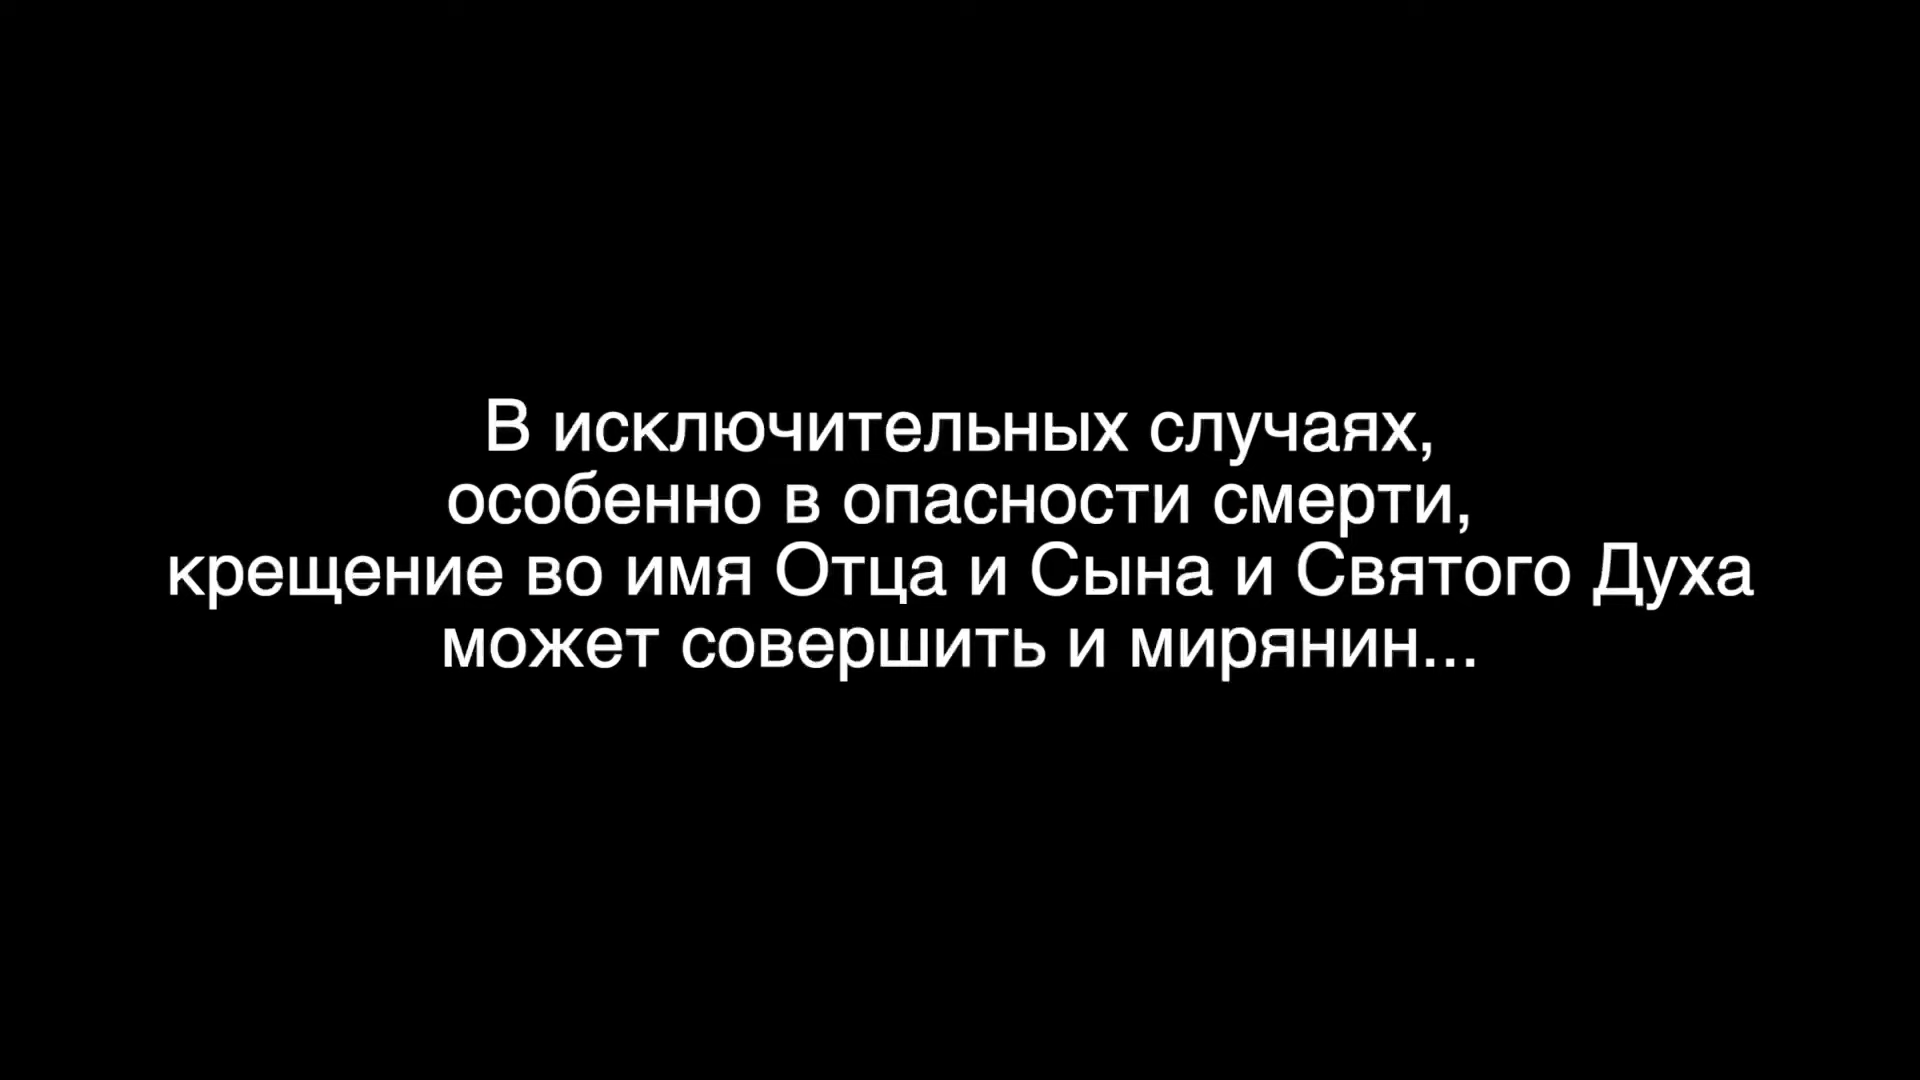 В исключительных случаях,
особенно в опасности смерти,
крещение во имя Отца и Сына и Святого Духа
может совершить и мирянин...